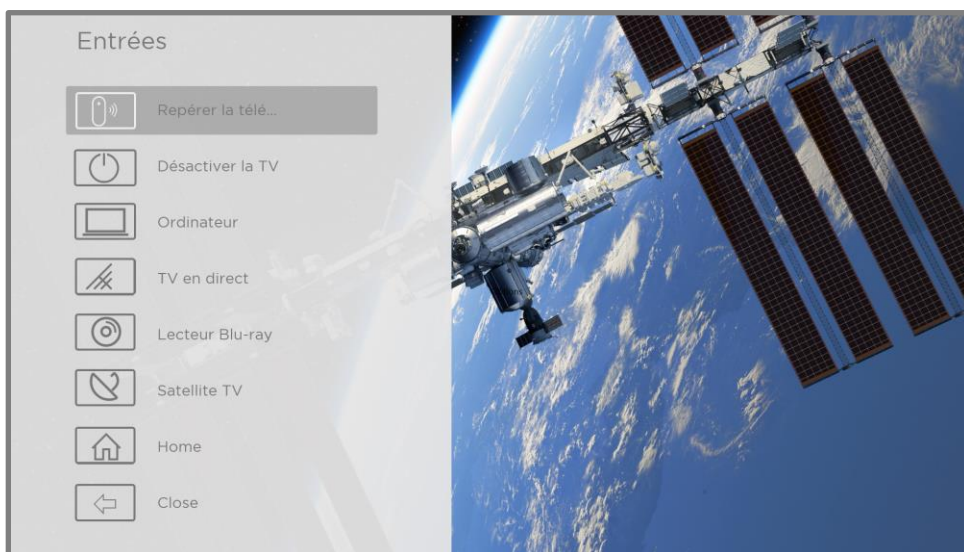 Entrées
Repérer la télé...
Désactiver la TV
Ordinateur
TV en direct
Lecteur Blu-ray
Satellite TV
Home
Close